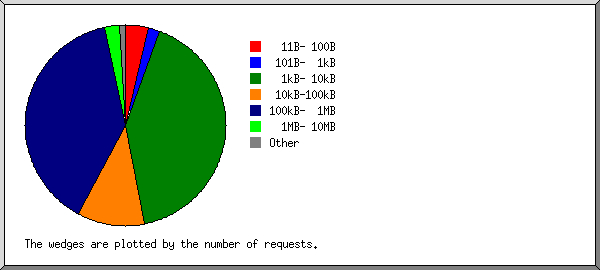 11B- 100B
101B- 1kB
1kB- 10kB
10kB-100kB
100kB- 1MB
1MB- 10MB
Other
The wedges are plotted by the number of requests.